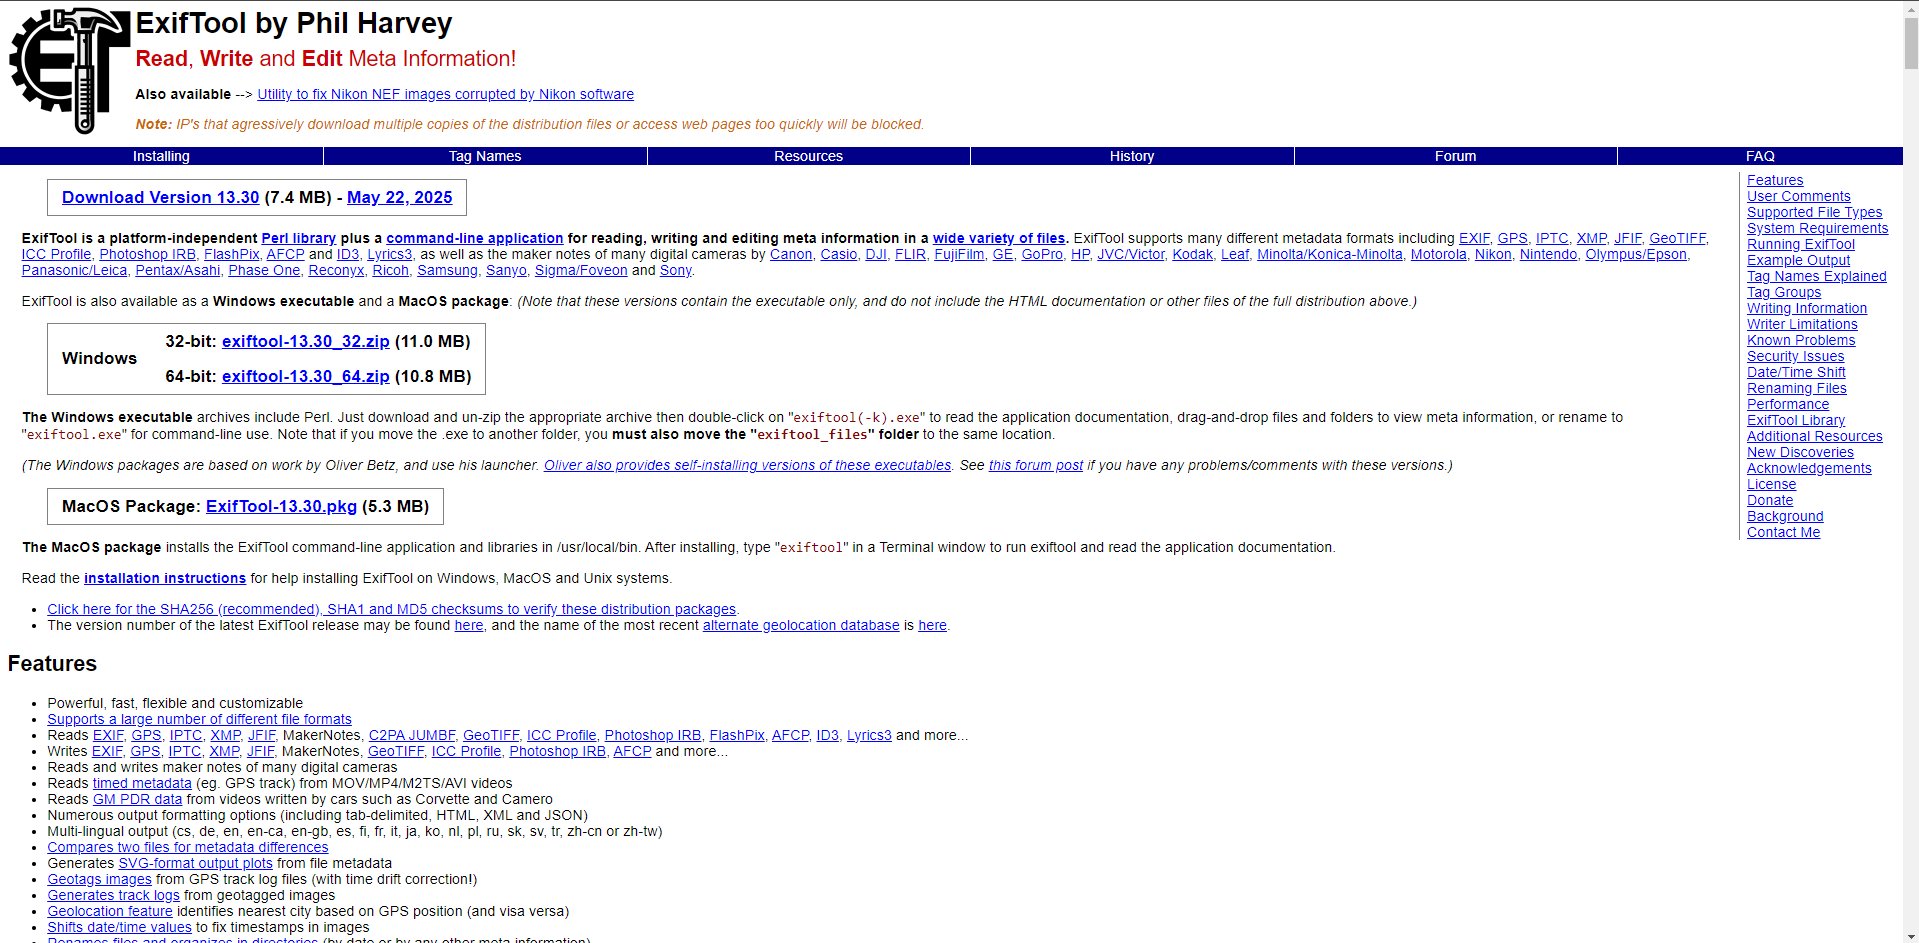 ExifTool by Phil Harvey
Read, Write and Edit Meta Information!
Also available --> Utility to fix Nikon NEF images corrupted by Nikon software
Note: IP's that agressively download multiple copies of the distribution files or access web pages too quickly will be blocked.
Installing Tag Names Resources History Forum FAQ
Download Version 13.30 (7.4 MB) - May 22, 2025
ExifTool is a platform-independent Perl library plus a command-line application for reading, writing and editing meta information in a wide variety of files. ExifTool supports many different metadata formats including EXIF, GPS, IPTC, XMP, JFIF, GeoTIFF,
ICC Profile, Photoshop IRB, FlashPix, AFCP and ID3, Lyrics3, as well as the maker notes of many digital cameras by Canon, Casio, DJI, FLIR, FujiFilm, GE, GoPro, HP, JVC/Victor, Kodak, Leaf, Minolta/Konica-Minolta, Motorola, Nikon, Nintendo, Olympus/Epson,
Panasonic/Leica, Pentax/Asahi, Phase One, Reconyx, Ricoh, Samsung, Sanyo, Sigma/Foveon and Sony.
ExifTool is also available as a Windows executable and a MacOS package: (Note that these versions contain the executable only, and do not include the HTML documentation or other files of the full distribution above.)
Windows
32-bit: exiftool-13.30_32.zip (11.0 MB)
64-bit: exiftool-13.30_64.zip (10.8 MB)
The Windows executable archives include Perl. Just download and un-zip the appropriate archive then double-click on "exiftool(-k).exe" to read the application documentation, drag-and-drop files and folders to view meta information, or rename to
"exiftool.exe" for command-line use. Note that if you move the .exe to another folder, you must also move the "exiftool_files" folder to the same location.
(The Windows packages are based on work by Oliver Betz, and use his launcher. Oliver also provides self-installing versions of these executables. See this forum post if you have any problems/comments with these versions.)
MacOS Package: ExifTool-13.30.pkg (5.3 MB)
The MacOS package installs the ExifTool command-line application and libraries in /usr/local/bin. After installing, type "exiftool" in a Terminal window to run exiftool and read the application documentation.
Read the installation instructions for help installing ExifTool on Windows, MacOS and Unix systems.
• Click here for the SHA256 (recommended), SHA1 and MD5 checksums to verify these distribution packages.
• The version number of the latest ExifTool release may be found here, and the name of the most recent alternate geolocation database is here.
Features
• Powerful, fast, flexible and customizable
• Supports a large number of different file formats
• Reads EXIF, GPS, IPTC, XMP, JFIF, MakerNotes, C2PA JUMBF, GeoTIFF, ICC Profile, Photoshop IRB, FlashPix, AFCP, ID3, Lyrics3 and more...
• Writes EXIF, GPS, IPTC, XMP, JFIF, MakerNotes, GeoTIFF, ICC Profile, Photoshop IRB, AFCP and more...
• Reads and writes maker notes of many digital cameras
• Reads timed metadata (eg. GPS track) from MOV/MP4/M2TS/AVI videos
• Reads GM PDR data from videos written by cars such as Corvette and Camero
• Numerous output formatting options (including tab-delimited, HTML, XML and JSON)
• Multi-lingual output (cs, de, en, en-ca, en-gb, es, fi, fr, it, ja, ko, nl, pl, ru, sk, sv, tr, zh-cn or zh-tw)
• Compares two files for metadata differences
• Generates SVG-format output plots from file metadata
• Geotags images from GPS track log files (with time drift correction!)
• Generates track logs from geotagged images
• Geolocation feature identifies nearest city based on GPS position (and visa versa)
• Shifts date/time values to fix timestamps in images
• Renames files and organizes in directories (by date or by any other meta information)
Features
User Comments
Supported File Types
System Requirements
Running ExifTool
Example Output
Tag Names Explained
Tag Groups
Writing Information
Writer Limitations
Known Problems
Security Issues
Date/Time Shift
Renaming Files
Performance
ExifTool Library
Additional Resources
New Discoveries
Acknowledgements
License
Donate
Background
Contact Me